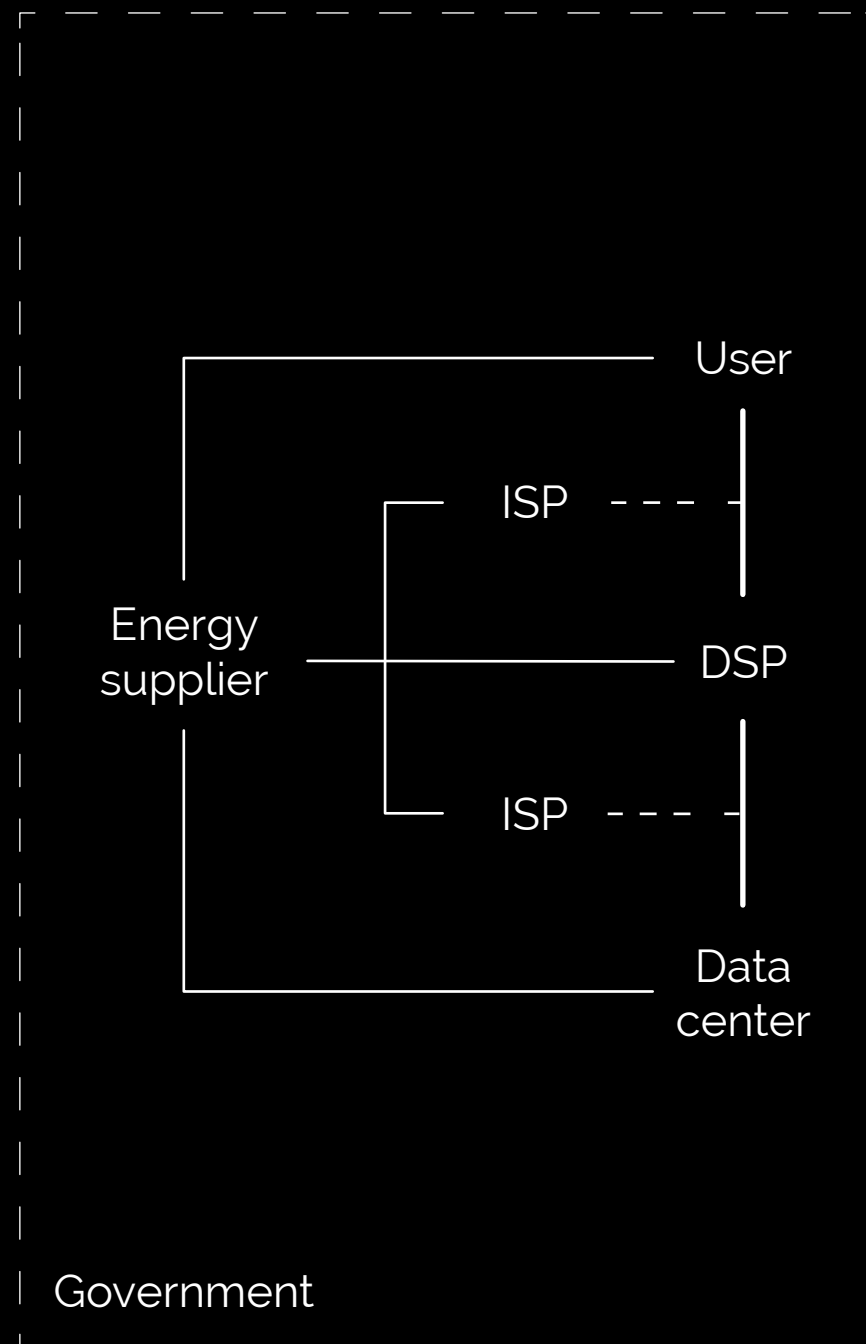 User
ISP
Energy
supplier
DSP
ISP
Data
center
Government